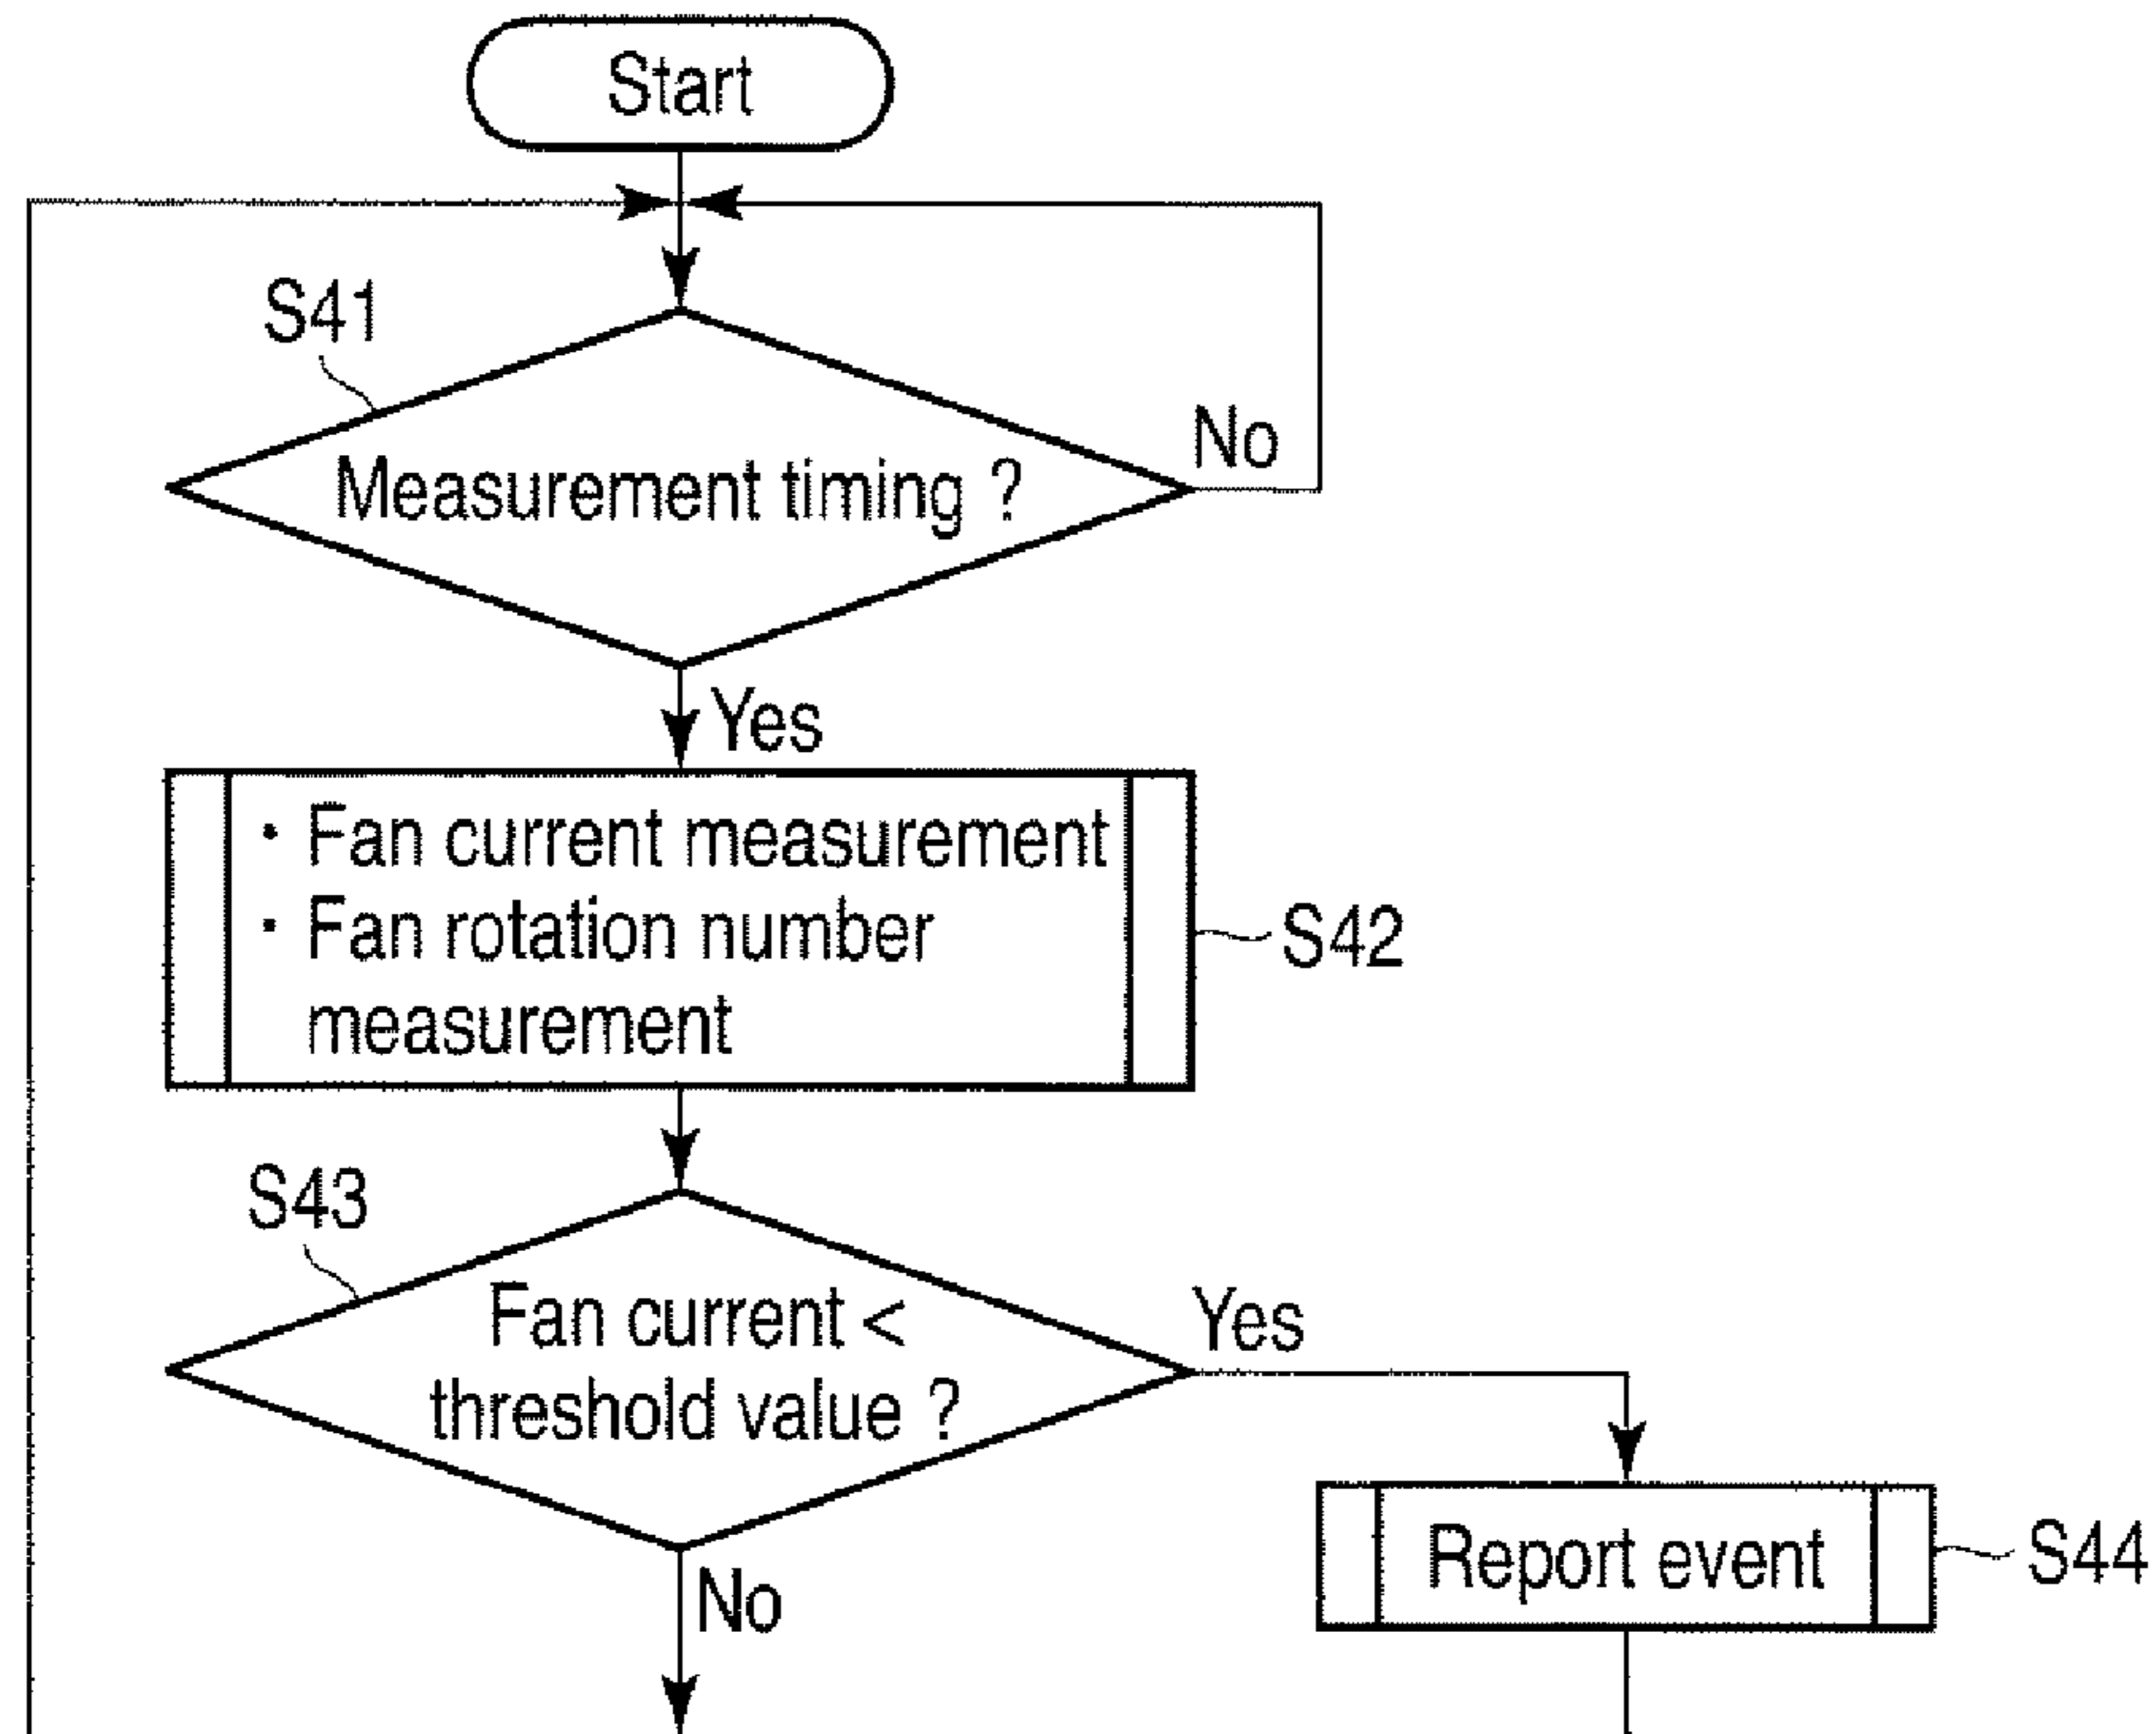 Start
S41
Measurement timing ?
No
Yes
・ Fan current measurement
・ Fan rotation number
measurement
S42
S43
Fan current <
threshold value ?
Yes
No
Report event
S44